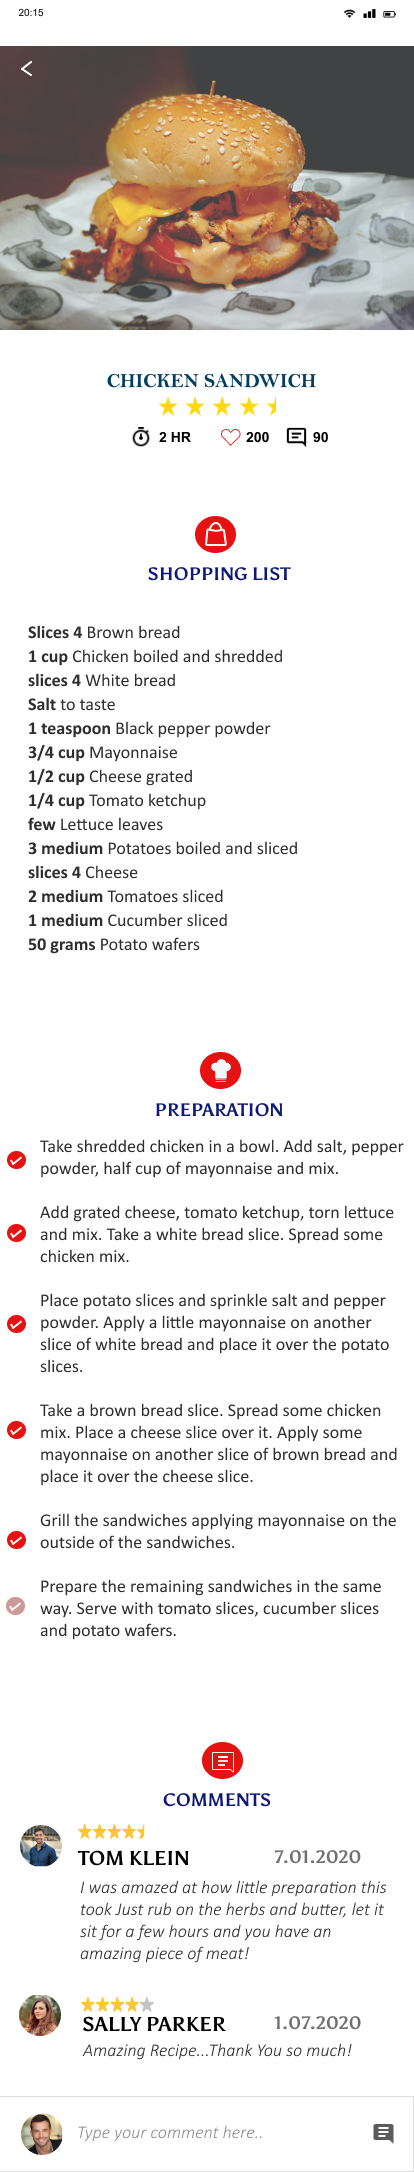 20:15
CHICKEN SANDWICH
2 HR 200 90
SHOPPING LIST
Slices 4 Brown bread
1 cup Chicken boiled and shredded
slices 4 White bread
Salt to taste
1 teaspoon Black pepper powder
3/4 cup Mayonnaise
1/2 cup Cheese grated
1/4 cup Tomato ketchup
few Lettuce leaves
3 medium Potatoes boiled and sliced
slices 4 Cheese
2 medium Tomatoes sliced
1 medium Cucumber sliced
50 grams Potato wafers
PREPARATION
Take shredded chicken in a bowl. Add salt, pepper
powder, half cup of mayonnaise and mix.
Add grated cheese, tomato ketchup, torn lettuce
and mix. Take a white bread slice. Spread some
chicken mix.
Place potato slices and sprinkle salt and pepper
powder. Apply a little mayonnaise on another
slice of white bread and place it over the potato
slices.
Take a brown bread slice. Spread some chicken
mix. Place a cheese slice over it. Apply some
mayonnaise on another slice of brown bread and
place it over the cheese slice.
Grill the sandwiches applying mayonnaise on the
outside of the sandwiches.
Prepare the remaining sandwiches in the same
way. Serve with tomato slices, cucumber slices
and potato wafers.
COMMENTS
TOM KLEIN 7.01.2020
I was amazed at how little preparation this
took Just rub on the herbs and butter, let it
sit for a few hours and you have an
amazing piece of meat!
SALLY PARKER 1.07.2020
Amazing Recipe...Thank You so much!
Type your comment here..